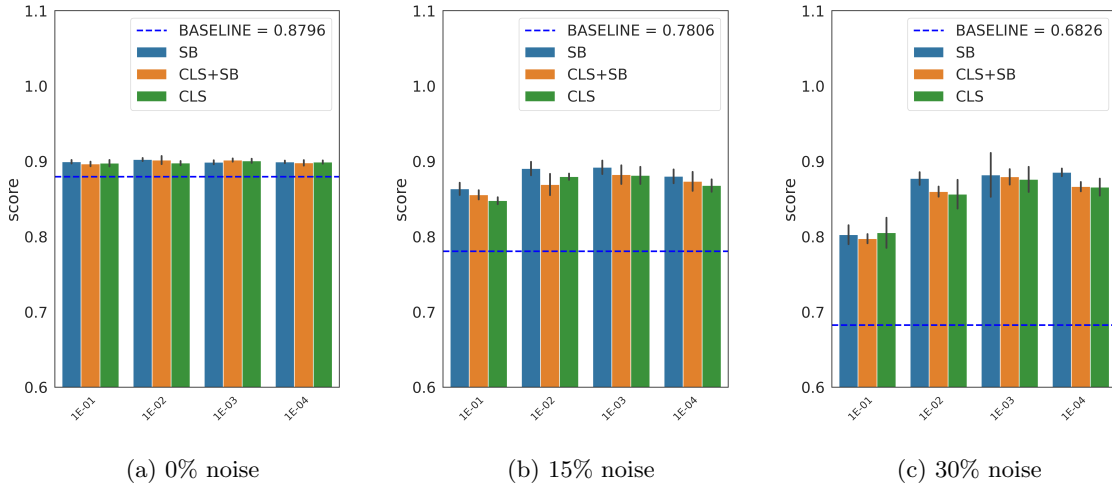 1.1
1.0
0.9
0.8
0.7
0.6
score
BASELINE = 0.8796
SB
CLS+SB
CLS
1E-01
1E-02
1E-03
1E-04
(a) 0% noise
1.1
1.0
0.9
0.8
0.7
0.6
score
BASELINE = 0.7806
SB
CLS+SB
CLS
1E-01
1E-02
1E-03
1E-04
(b) 15% noise
1.1
1.0
0.9
0.8
0.7
0.6
score
BASELINE = 0.6826
SB
CLS+SB
CLS
1E-01
1E-02
1E-03
1E-04
(c) 30% noise